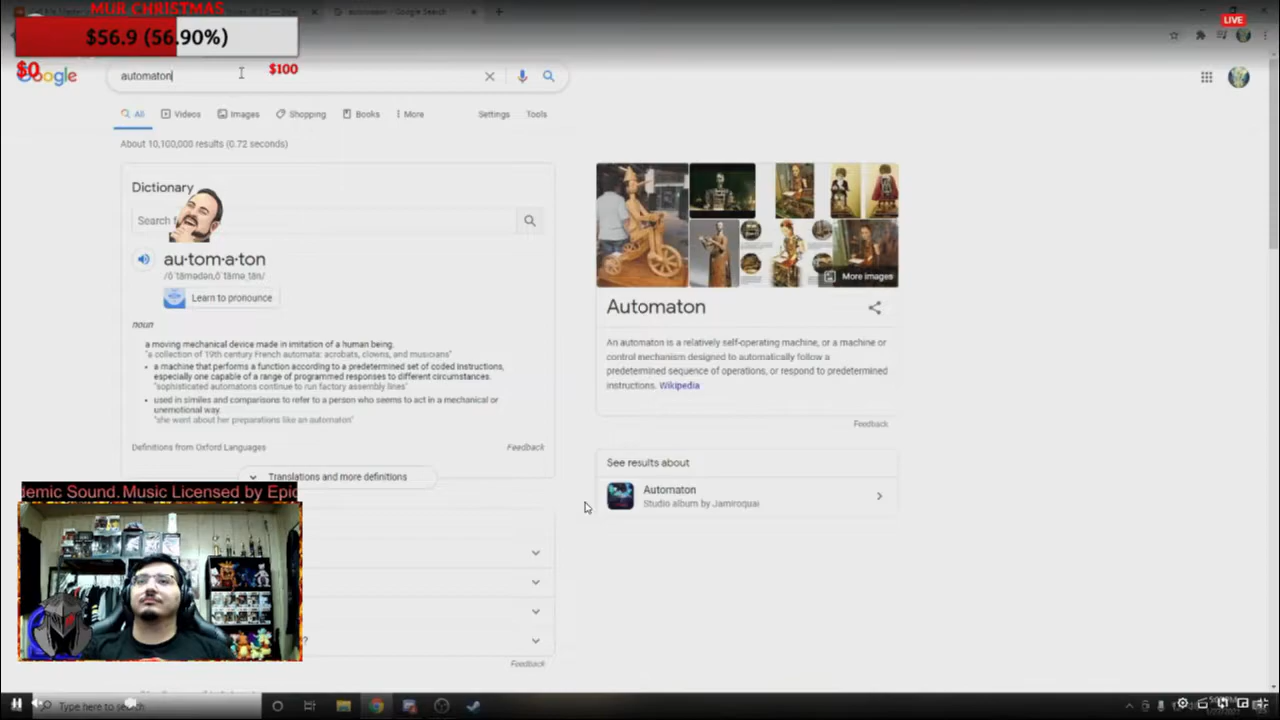 MUR CHRISTMAS
$56.9 (56.90%)
$0
$100
LIVE
automaton - Google Search
Google
automaton
All
Videos
Images
Shopping
Books
More
Settings
Tools
About 10,100,000 results (0.72 seconds)
Dictionary
Search f
au·tom·a·ton
Learn to pronounce
noun
a moving mechanical device made in imitation of a human being.
"a collection of 19th century French automata: acrobats, clowns, and musicians"
• a machine that performs a function according to a predetermined set of coded instructions,
especially one capable of a range of programmed responses to different circumstances.
"sophisticated automatons continue to run factory assembly lines"
• used in similes and comparisons to refer to a person who seems to act in a mechanical or
unemotional way.
"she went about her preparations like an automaton"
Definitions from Oxford Languages
Feedback
Translations and more definitions
More images
Automaton
An automaton is a relatively self-operating machine, or a machine or
control mechanism designed to automatically follow a
predetermined sequence of operations, or respond to predetermined
instructions. Wikipedia
Feedback
See results about
Automaton
Studio album by Jamiroquai
demic Sound. Music Licensed by Epic
?
Feedback
Type here to search